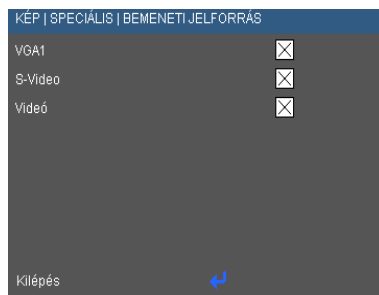 KÉP | SPECIÁLIS | BEMENETI JELFORRÁS
VGA1
S-Video
Videó
Kilépés